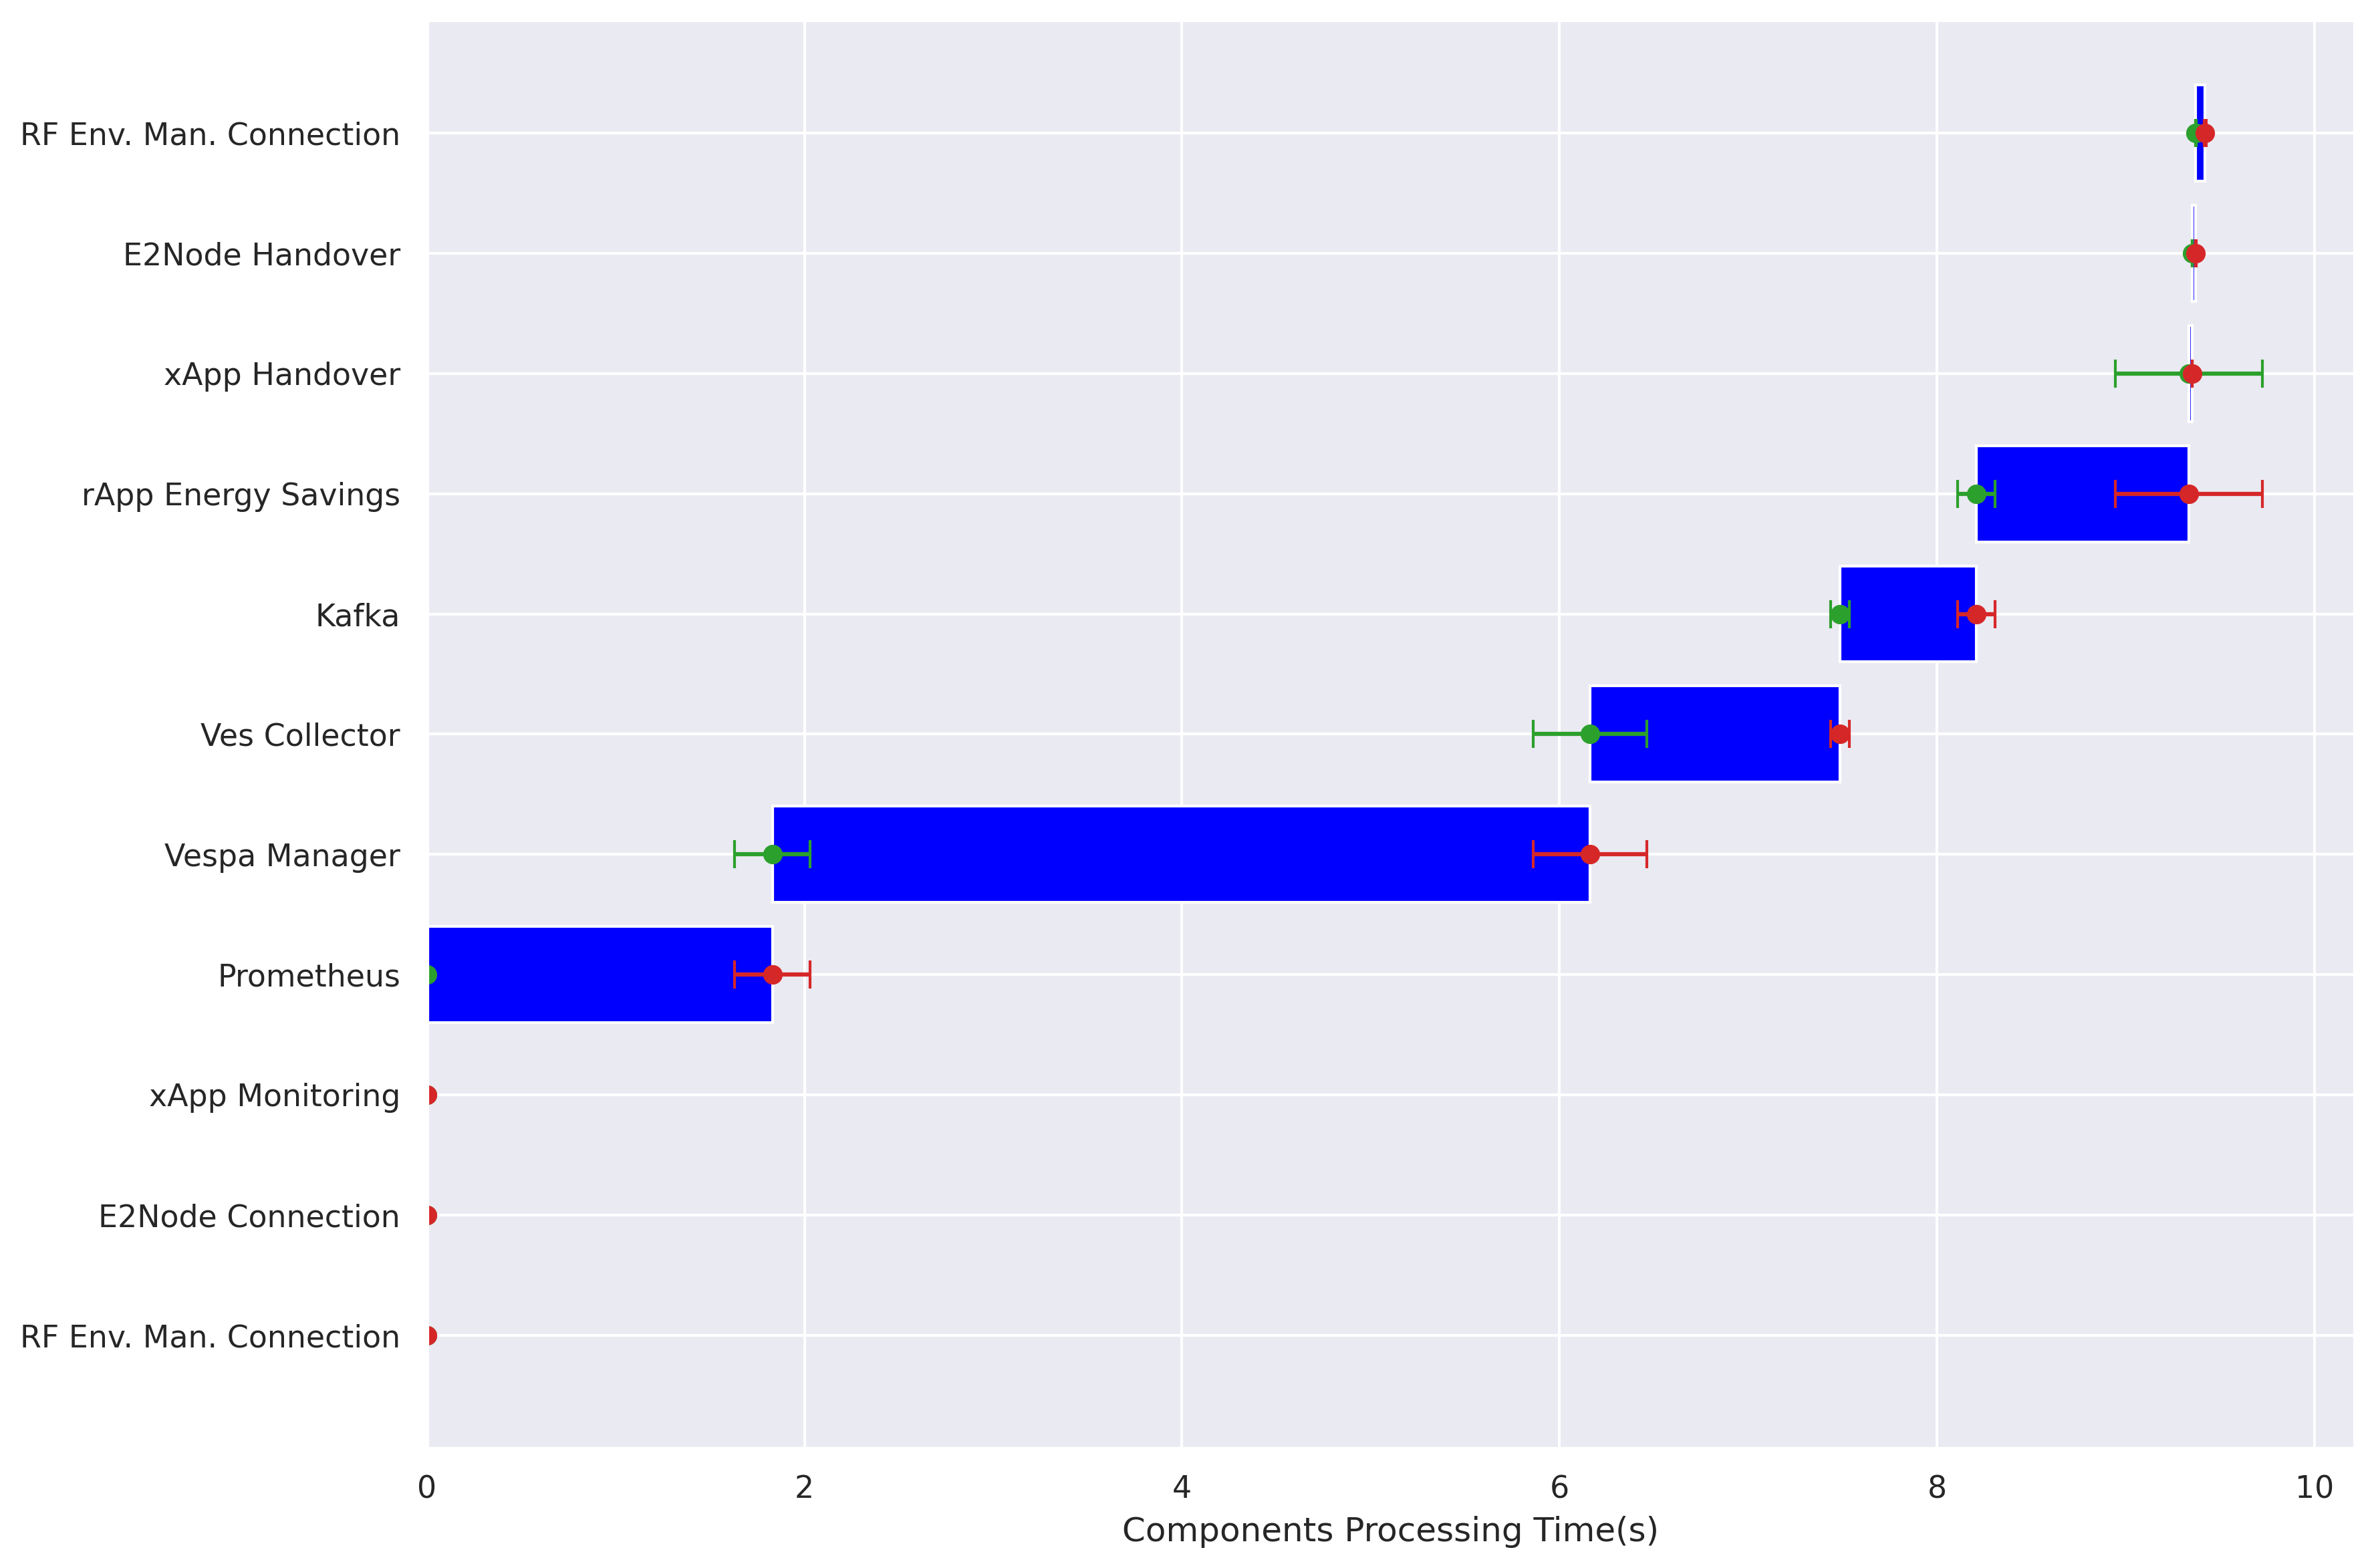 RF Env. Man. Connection
E2Node Handover
xApp Handover
rApp Energy Savings
Kafka
Ves Collector
Vespa Manager
Prometheus
xApp Monitoring
E2Node Connection
RF Env. Man. Connection
0 2 4 6 8 10
Components Processing Time(s)